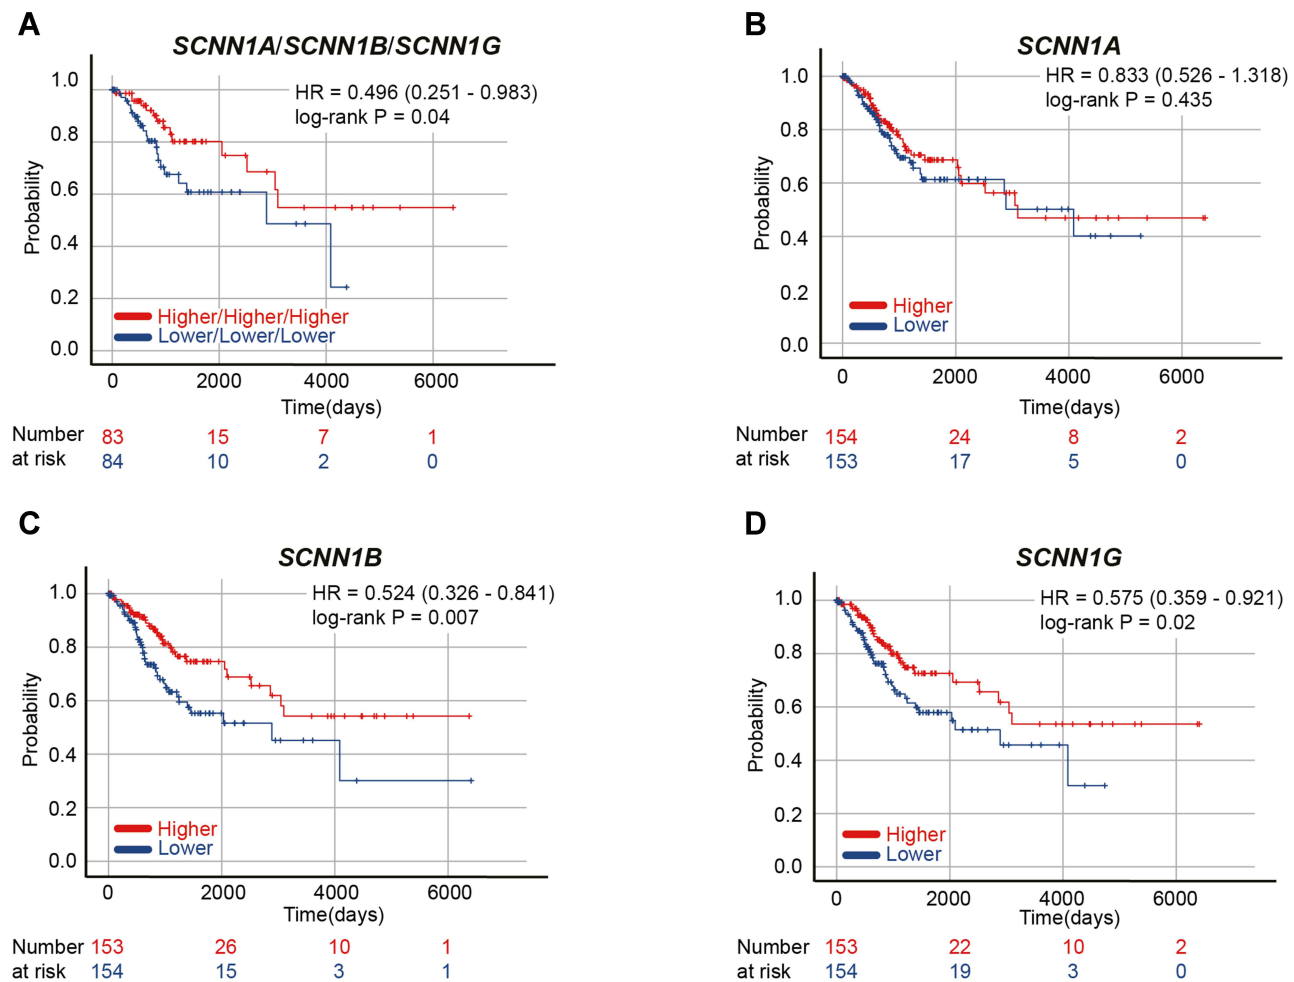 A
SCNN1A/SCNN1B/SCNN1G
HR = 0.496 (0.251 - 0.983)
log-rank P = 0.04
Probability
1.0
0.8
0.6
0.4
0.2
0.0
Higher/Higher/Higher
Lower/Lower/Lower
0 2000 4000 6000
Time(days)
Number 83 15 7 1
at risk 84 10 2 0
B
SCNN1A
HR = 0.833 (0.526 - 1.318)
log-rank P = 0.435
Probability
1.0
0.8
0.6
0.4
0.2
0.0
Higher
Lower
0 2000 4000 6000
Time(days)
Number 154 24 8 2
at risk 153 17 5 0
C
SCNN1B
HR = 0.524 (0.326 - 0.841)
log-rank P = 0.007
Probability
1.0
0.8
0.6
0.4
0.2
0.0
Higher
Lower
0 2000 4000 6000
Time(days)
Number 153 26 10 1
at risk 154 15 3 1
D
SCNN1G
HR = 0.575 (0.359 - 0.921)
log-rank P = 0.02
Probability
1.0
0.8
0.6
0.4
0.2
0.0
Higher
Lower
0 2000 4000 6000
Time(days)
Number 153 22 10 2
at risk 154 19 3 0